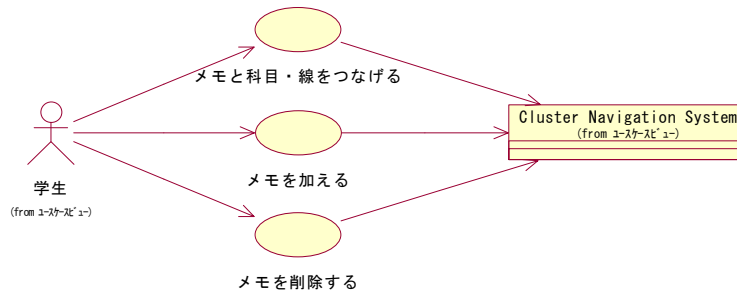 メモと科目・線をつなげる
Cluster Navigation System
(from ﾕｰｽｹｰｽﾋﾞｭｰ)
メモを加える
学生
(from ﾕｰｽｹｰｽﾋﾞｭｰ)
メモを削除する